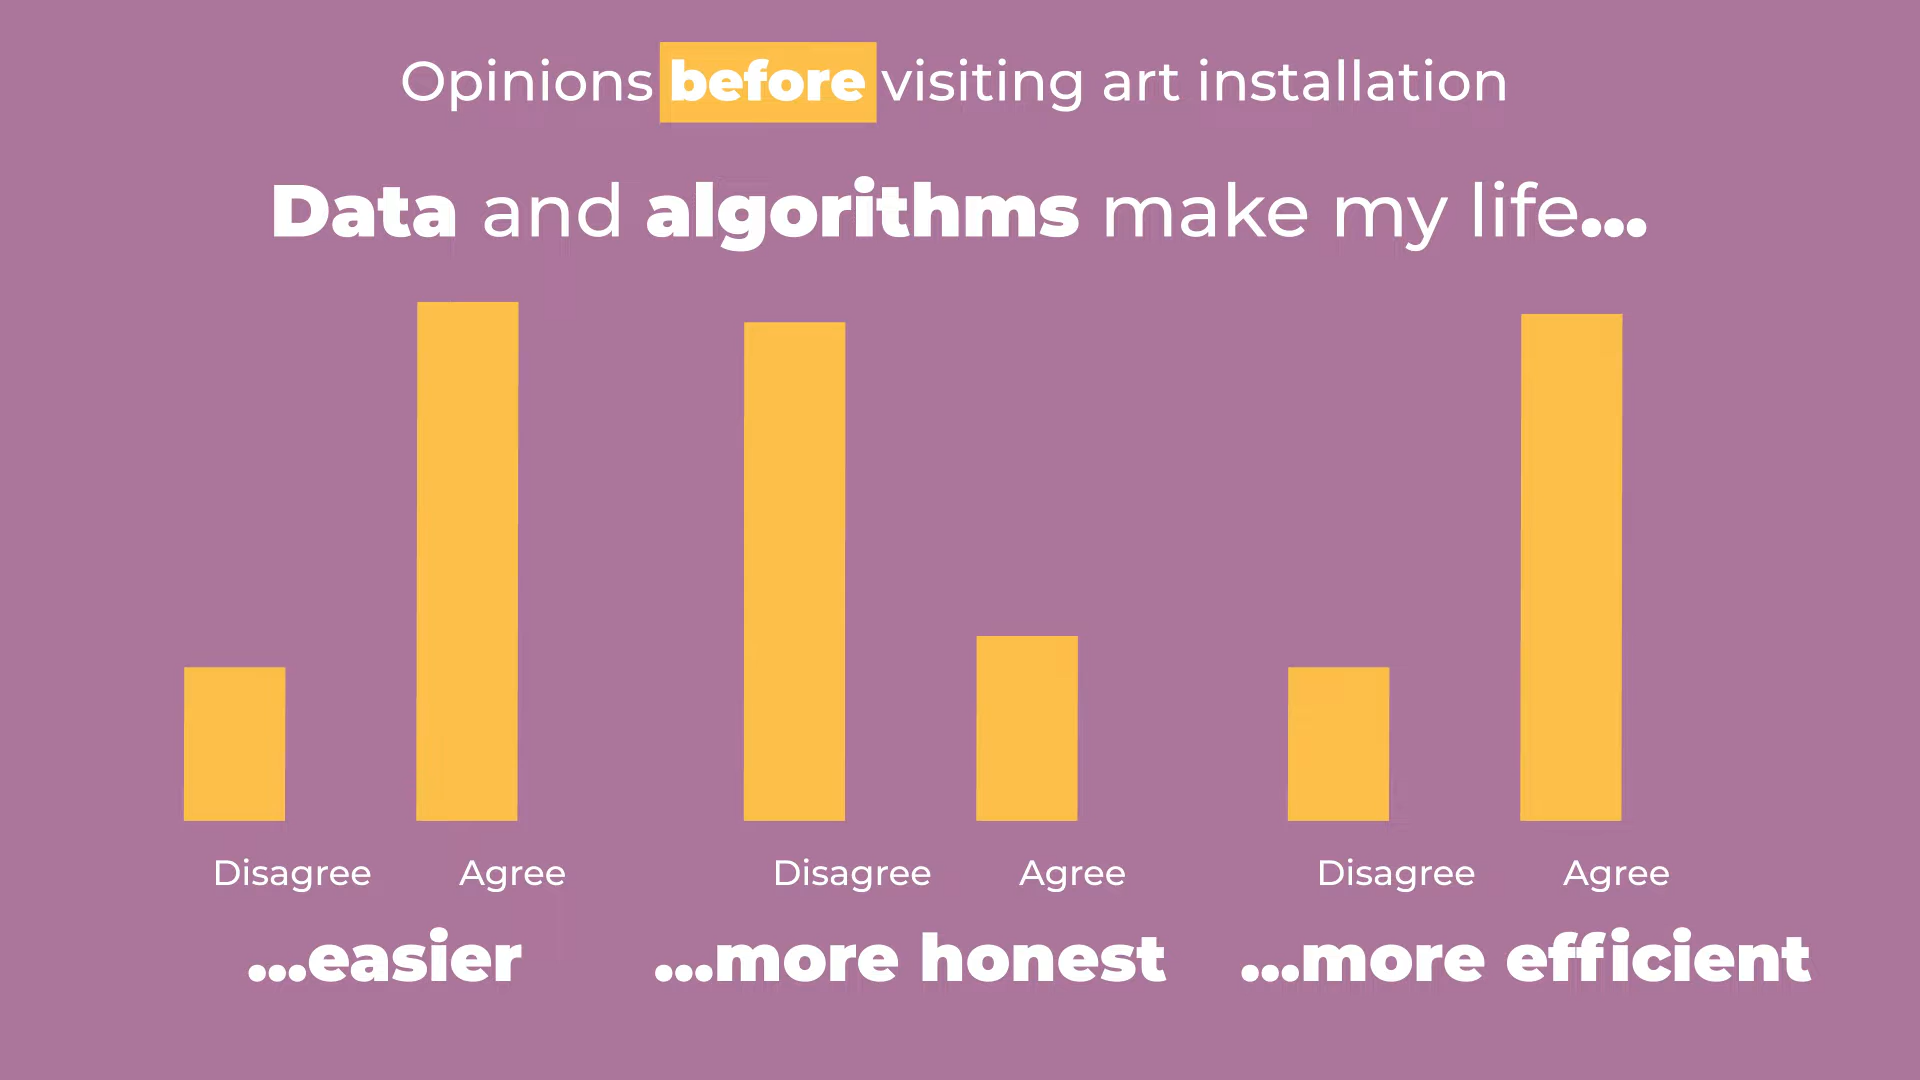 Opinions before visiting art installation
Data and algorithms make my life...
Disagree Agree Disagree Agree Disagree Agree
...easier ...more honest ...more efficient